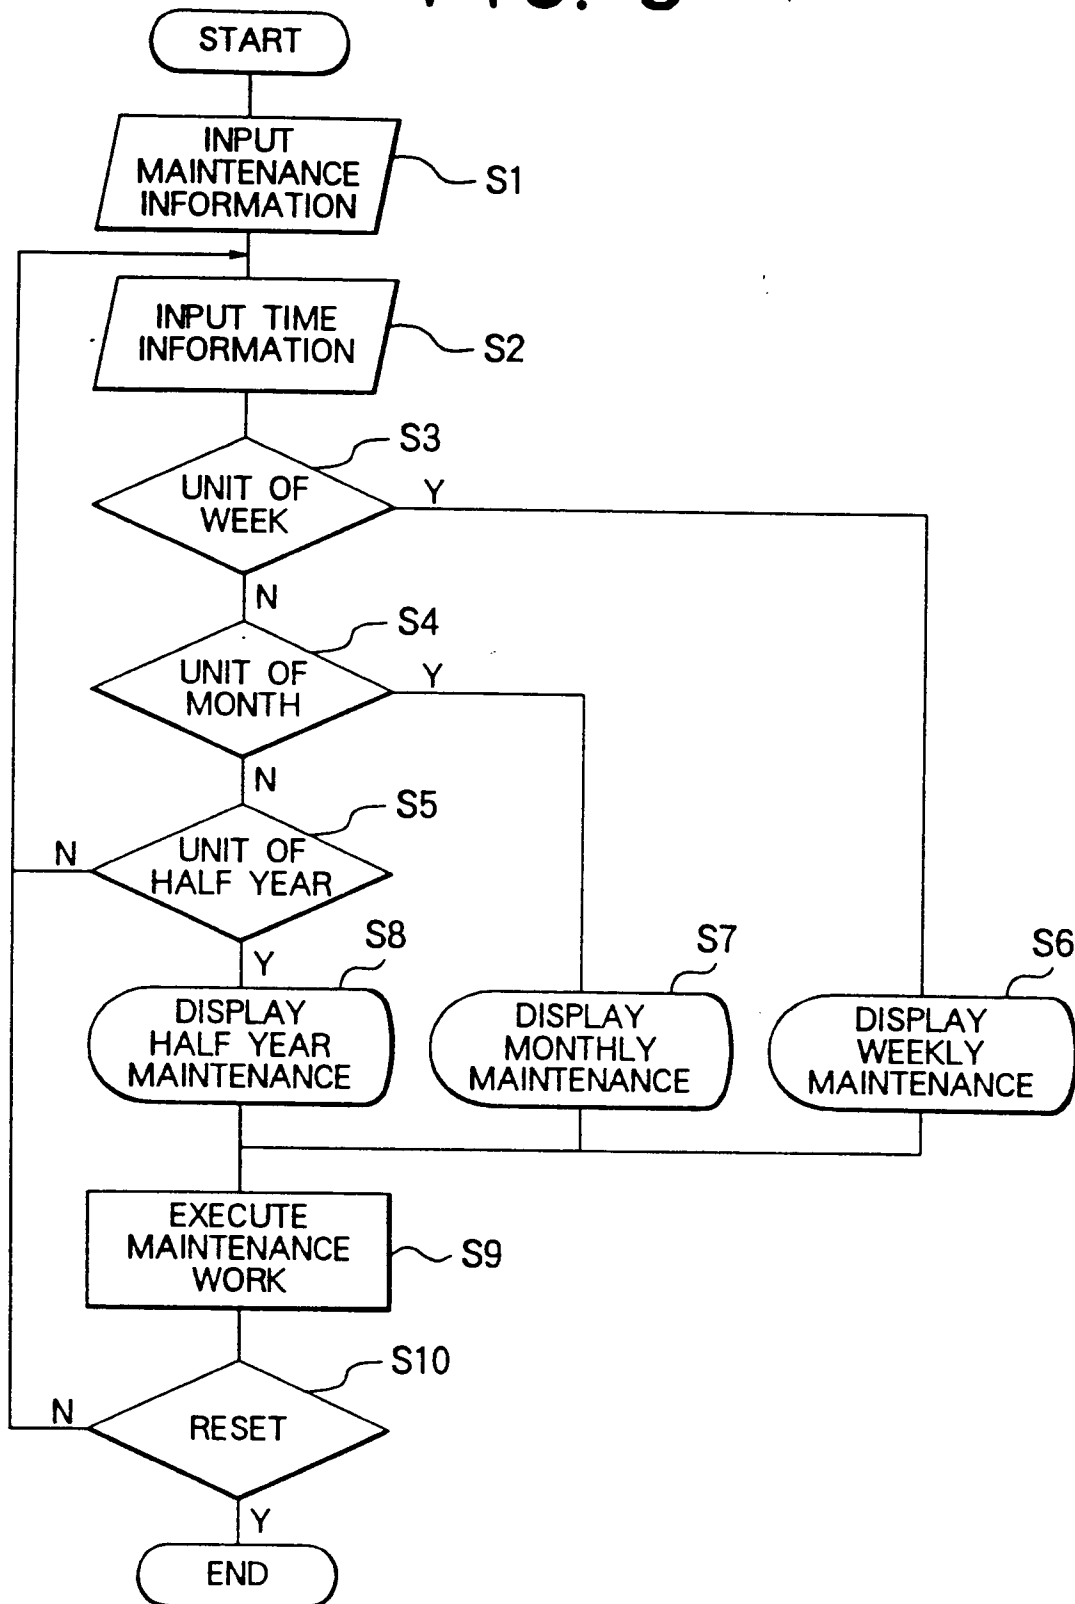 START
INPUT
MAINTENANCE
INFORMATION
S1
INPUT TIME
INFORMATION
S2
S3
UNIT OF
WEEK
Y
N
S4
UNIT OF
MONTH
Y
N
S5
UNIT OF
HALF YEAR
N
Y
S8
DISPLAY
HALF YEAR
MAINTENANCE
S7
DISPLAY
MONTHLY
MAINTENANCE
S6
DISPLAY
WEEKLY
MAINTENANCE
EXECUTE
MAINTENANCE
WORK
S9
S10
RESET
N
Y
END